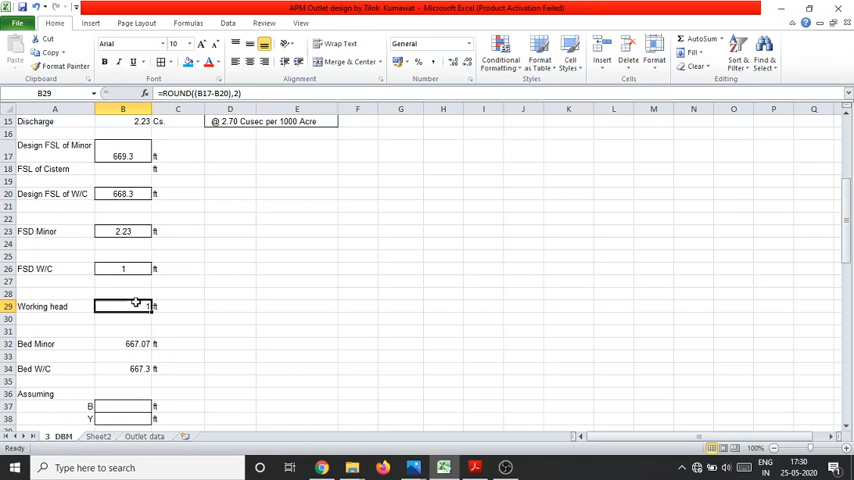 APM Outlet design by Tilok Kumawat - Microsoft Excel (Product Activation Failed)
File Home Insert Page Layout Formulas Data Review View
Paste Cut Copy Format Painter Clipboard
Arial 10 A A B I U A Font
Wrap Text Merge & Center Alignment
General % , Number
Conditional Formatting Format as Table Cell Styles Styles
Insert Delete Format Cells
AutoSum Fill Clear Sort & Filter Find & Select Editing
B29 fx =ROUND((B17-B20),2)
A B C D E F G H I J K L M N O P Q
15 Discharge 2.23 Cs. @ 2.70 Cusec per 1000 Acre
16
17 Design FSL of Minor 669.3 ft
18 FSL of Cistern ft
19
20 Design FSL of W/C 668.3 ft
21
22
23 FSD Minor 2.23 ft
24
25
26 FSD W/C 1 ft
27
28
29 Working head 1 ft
30
31
32 Bed Minor 667.07 ft
33
34 Bed W/C 667.3 ft
35
36 Assuming
37 B ft
38 Y ft
3_DBM Sheet2 Outlet data
Ready 100%
Type here to search
ENG 17:30
IN 25-05-2020